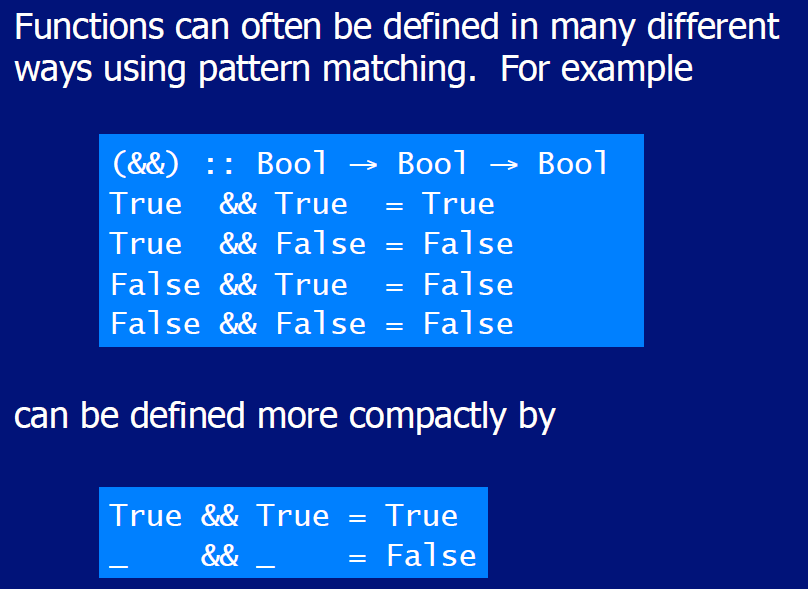 Functions can often be defined in many different
ways using pattern matching.  For example
(&&) :: Bool → Bool → Bool
True  && True  = True
True  && False = False
False && True  = False
False && False = False
can be defined more compactly by
True && True = True
_    && _    = False